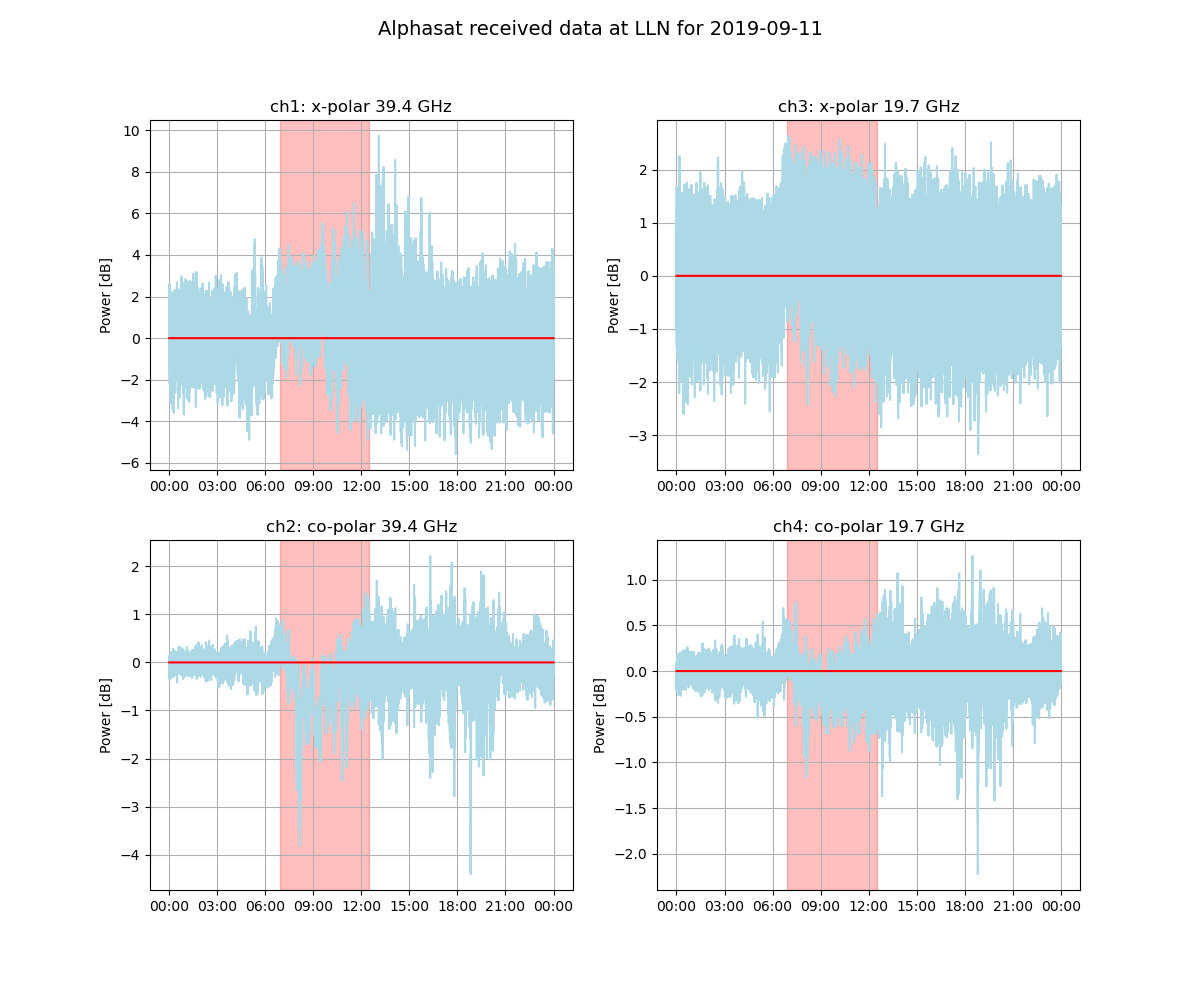 Alphasat received data at LLN for 2019-09-11
ch1: x-polar 39.4 GHz
Power [dB]
10
8
6
4
2
0
−2
−4
−6
00:00 03:00 06:00 09:00 12:00 15:00 18:00 21:00 00:00
ch3: x-polar 19.7 GHz
Power [dB]
2
1
0
−1
−2
−3
00:00 03:00 06:00 09:00 12:00 15:00 18:00 21:00 00:00
ch2: co-polar 39.4 GHz
Power [dB]
2
1
0
−1
−2
−3
−4
00:00 03:00 06:00 09:00 12:00 15:00 18:00 21:00 00:00
ch4: co-polar 19.7 GHz
Power [dB]
1.0
0.5
0.0
−0.5
−1.0
−1.5
−2.0
00:00 03:00 06:00 09:00 12:00 15:00 18:00 21:00 00:00